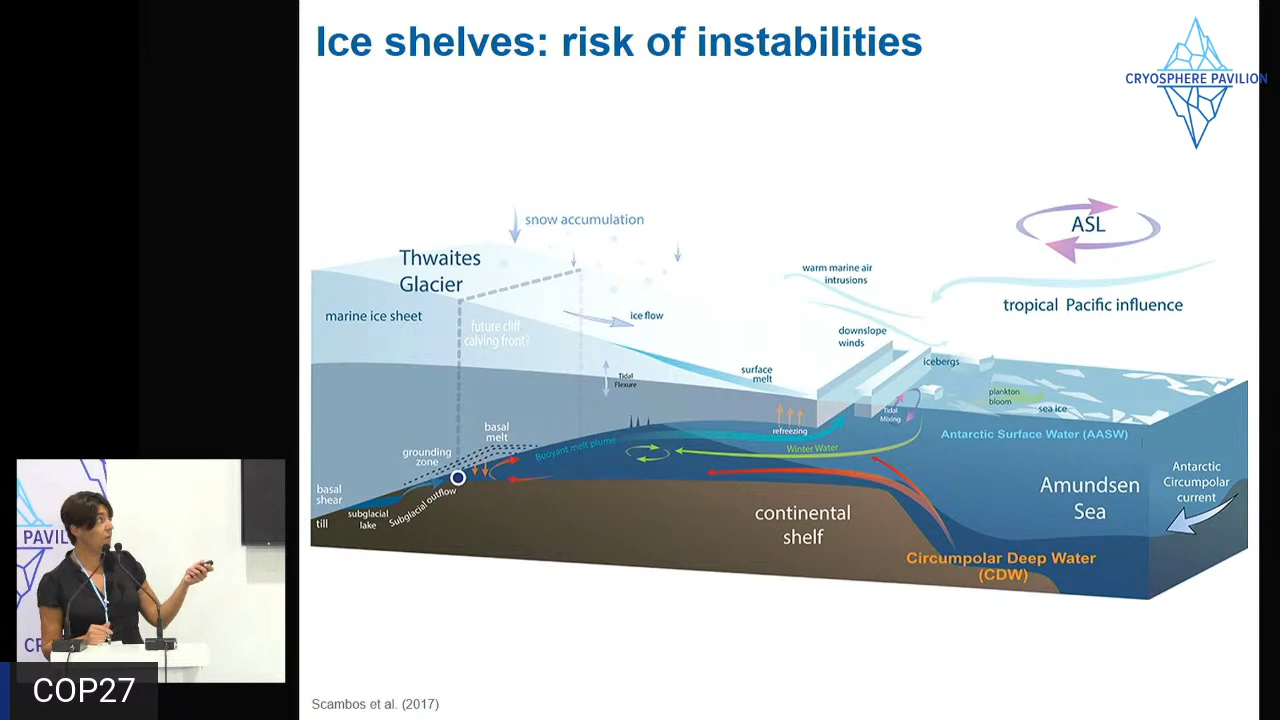 Ice shelves: risk of instabilities
CRYOSPHERE PAVILION
snow accumulation
ASL
Thwaites
Glacier
warm marine air
intrusions
tropical Pacific influence
marine ice sheet
future cliff
calving front?
ice flow
downslope
winds
icebergs
surface
melt
Tidal
Flexure
plankton
bloom
sea ice
Tidal
Mixing
refreezing
basal
melt
Buoyant melt plume
Winter Water
Antarctic Surface Water (AASW)
grounding
zone
Antarctic
Circumpolar
current
basal
shear
till
subglacial
lake
Subglacial outflow
Amundsen
Sea
continental
shelf
Circumpolar Deep Water
(CDW)
PAVIL
CR
COP27
Scambos et al. (2017)